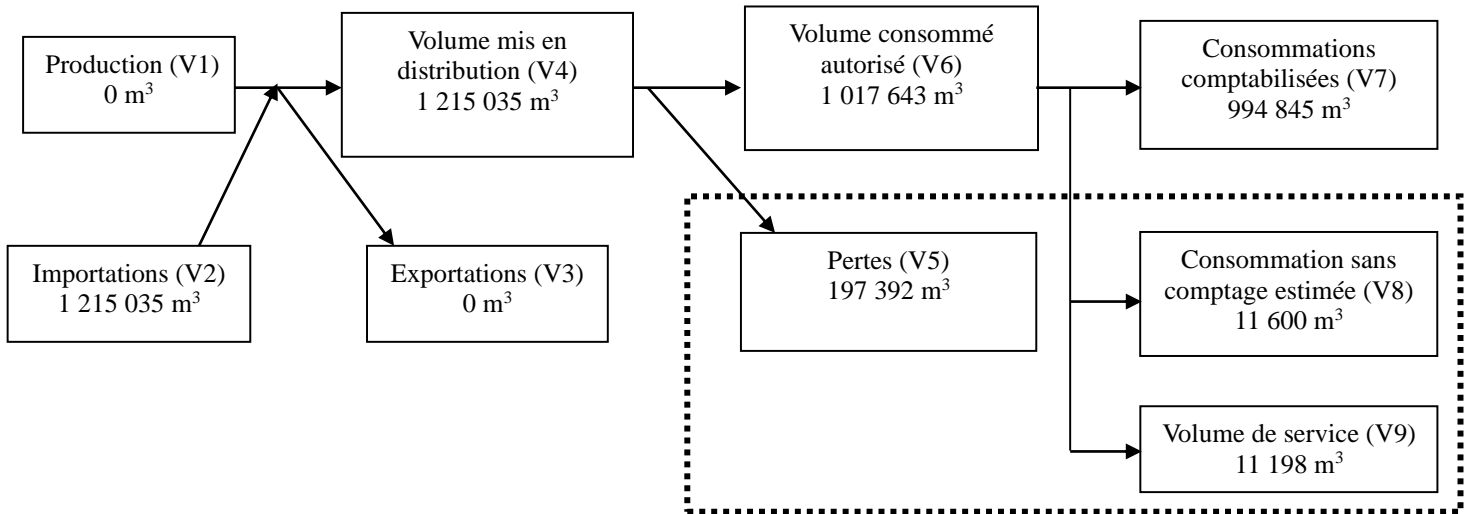 Production (V1)
0 m³
Volume mis en
distribution (V4)
1 215 035 m³
Volume consommé
autorisé (V6)
1 017 643 m³
Consommations
comptabilisées (V7)
994 845 m³
Importations (V2)
1 215 035 m³
Exportations (V3)
0 m³
Pertes (V5)
197 392 m³
Consommation sans
comptage estimée (V8)
11 600 m³
Volume de service (V9)
11 198 m³